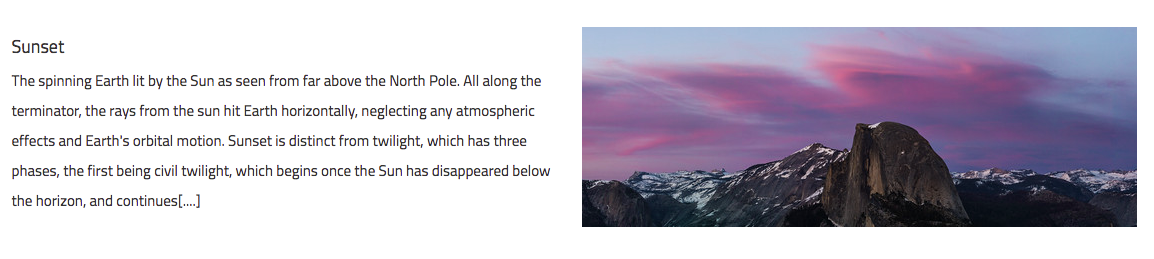 Sunset
The spinning Earth lit by the Sun as seen from far above the North Pole. All along the
terminator, the rays from the sun hit Earth horizontally, neglecting any atmospheric
effects and Earth's orbital motion. Sunset is distinct from twilight, which has three
phases, the first being civil twilight, which begins once the Sun has disappeared below
the horizon, and continues[....]